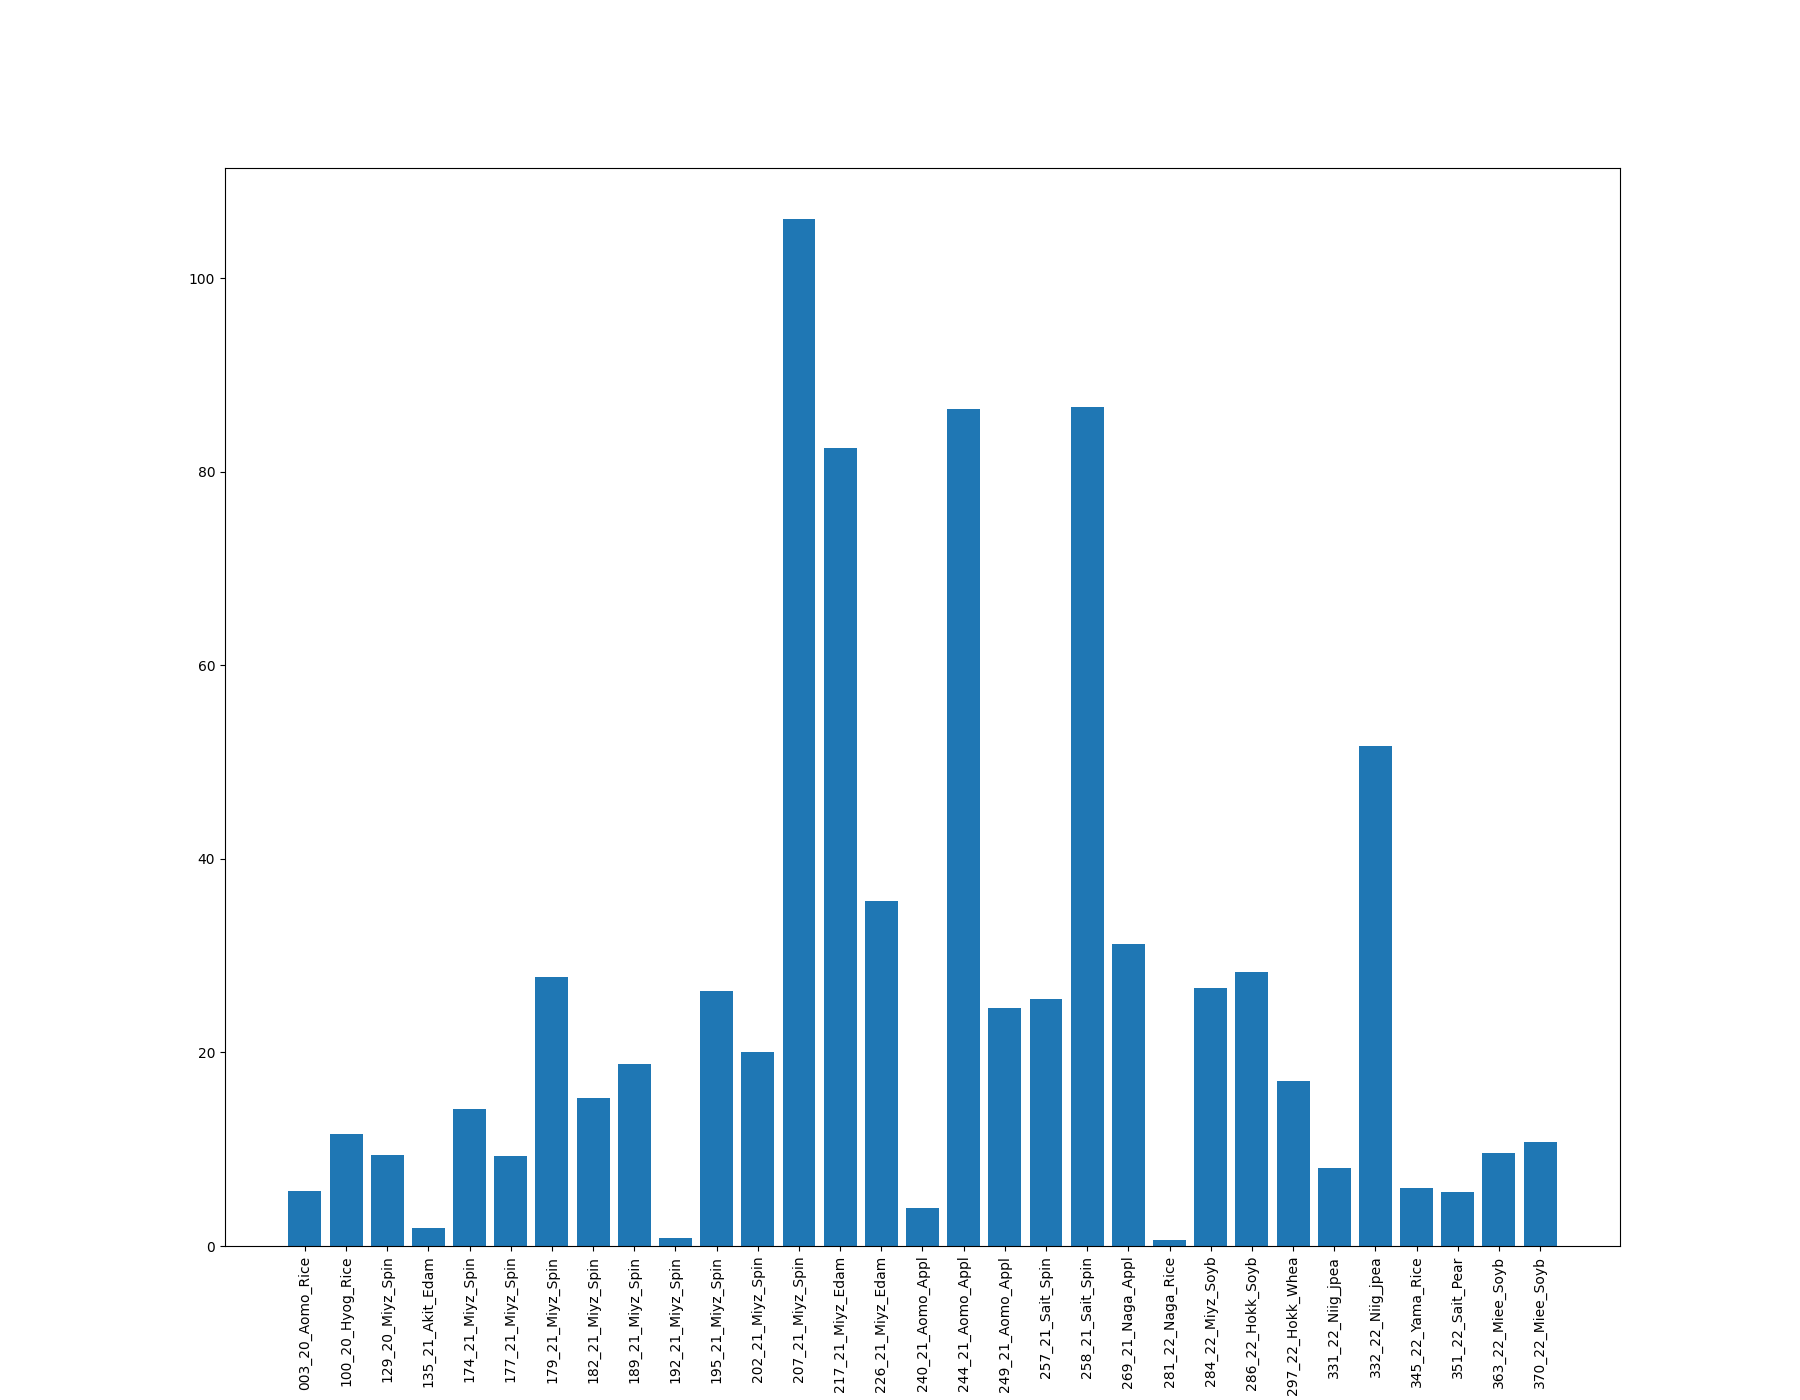 100
80
60
40
20
0
003_20_Aomo_Rice
100_20_Hyog_Rice
129_20_Miyz_Spin
135_21_Akit_Edam
174_21_Miyz_Spin
177_21_Miyz_Spin
179_21_Miyz_Spin
182_21_Miyz_Spin
189_21_Miyz_Spin
192_21_Miyz_Spin
195_21_Miyz_Spin
202_21_Miyz_Spin
207_21_Miyz_Spin
217_21_Miyz_Edam
226_21_Miyz_Edam
240_21_Aomo_Appl
244_21_Aomo_Appl
249_21_Aomo_Appl
257_21_Sait_Spin
258_21_Sait_Spin
269_21_Naga_Appl
281_22_Naga_Rice
284_22_Miyz_Soyb
286_22_Hokk_Soyb
297_22_Hokk_Whea
331_22_Niig_Jpea
332_22_Niig_Jpea
345_22_Yama_Rice
351_22_Sait_Pear
363_22_Miee_Soyb
370_22_Miee_Soyb